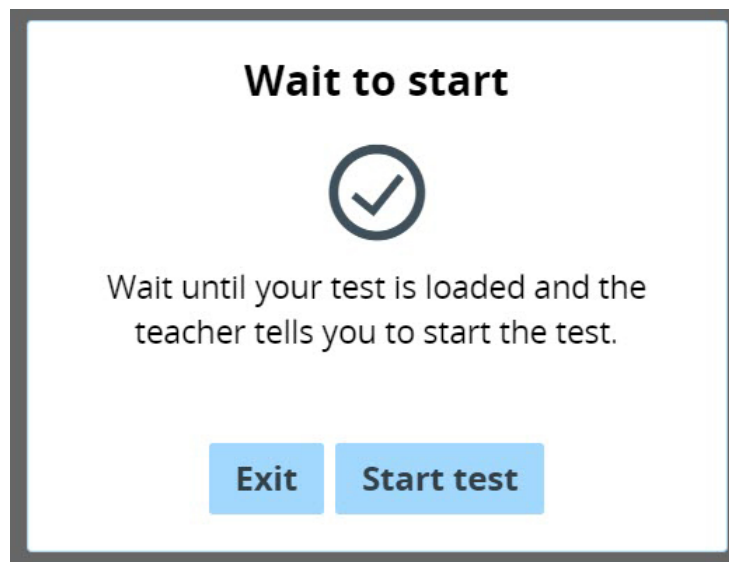 Wait to start
Wait until your test is loaded and the
teacher tells you to start the test.
Exit
Start test